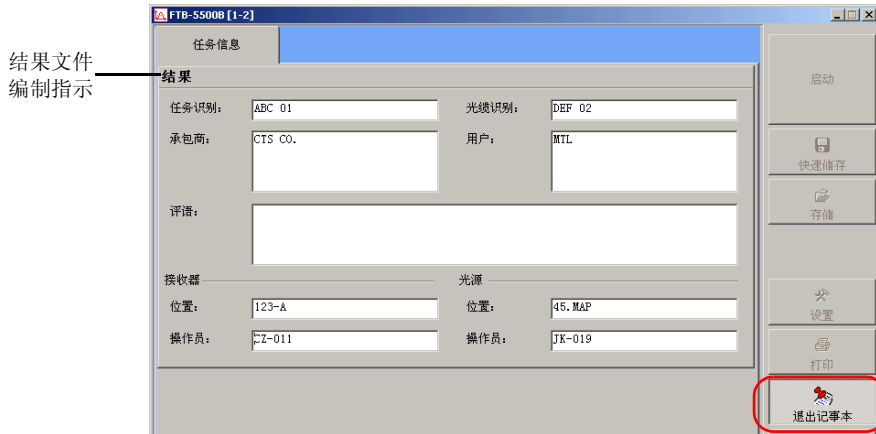 FTB-5500B [1-2]
任务信息
结果文件
编制指示
结果
任务识别: ABC 01 光缆识别: DEF 02
承包商: CTS CO. 用户: MTL
评语:
接收器 光源
位置: 123-A 位置: 45.MAP
操作员: CZ-011 操作员: JK-019
启动
快速储存
存储
设置
打印
退出记事本